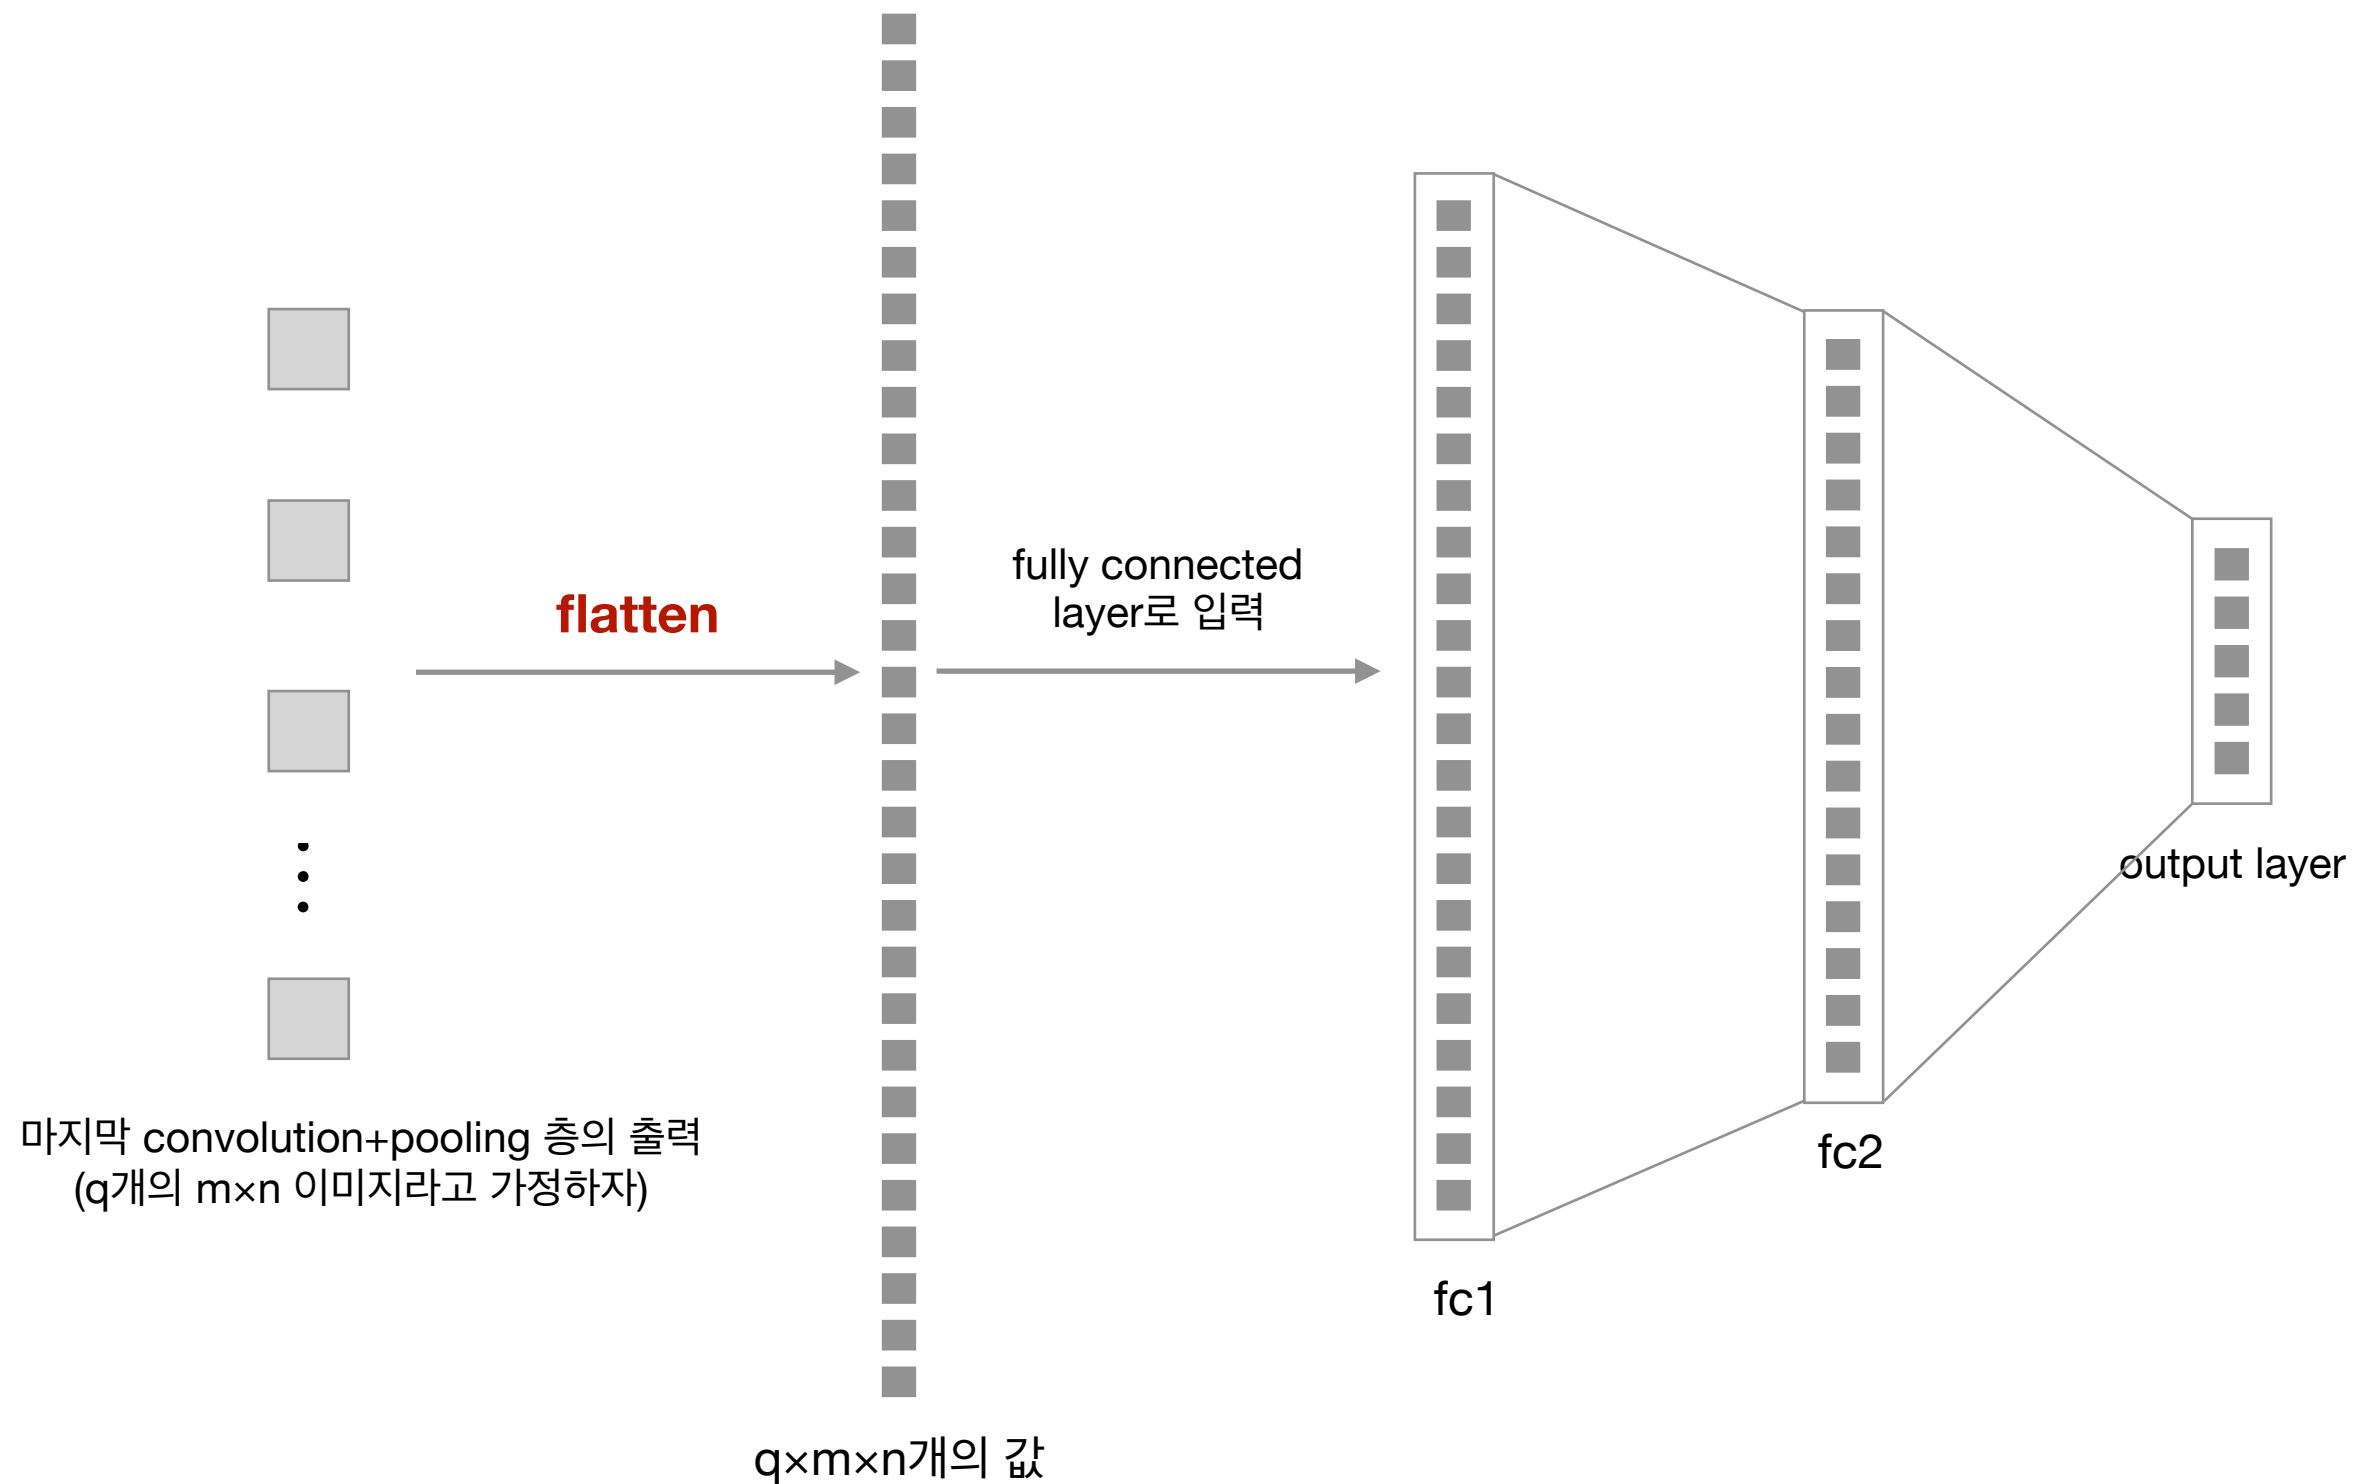 flatten
fully connected
layer로 입력
output layer
마지막 convolution+pooling 층의 출력
(q개의 m×n 이미지라고 가정하자)
fc2
fc1
q×m×n개의 값